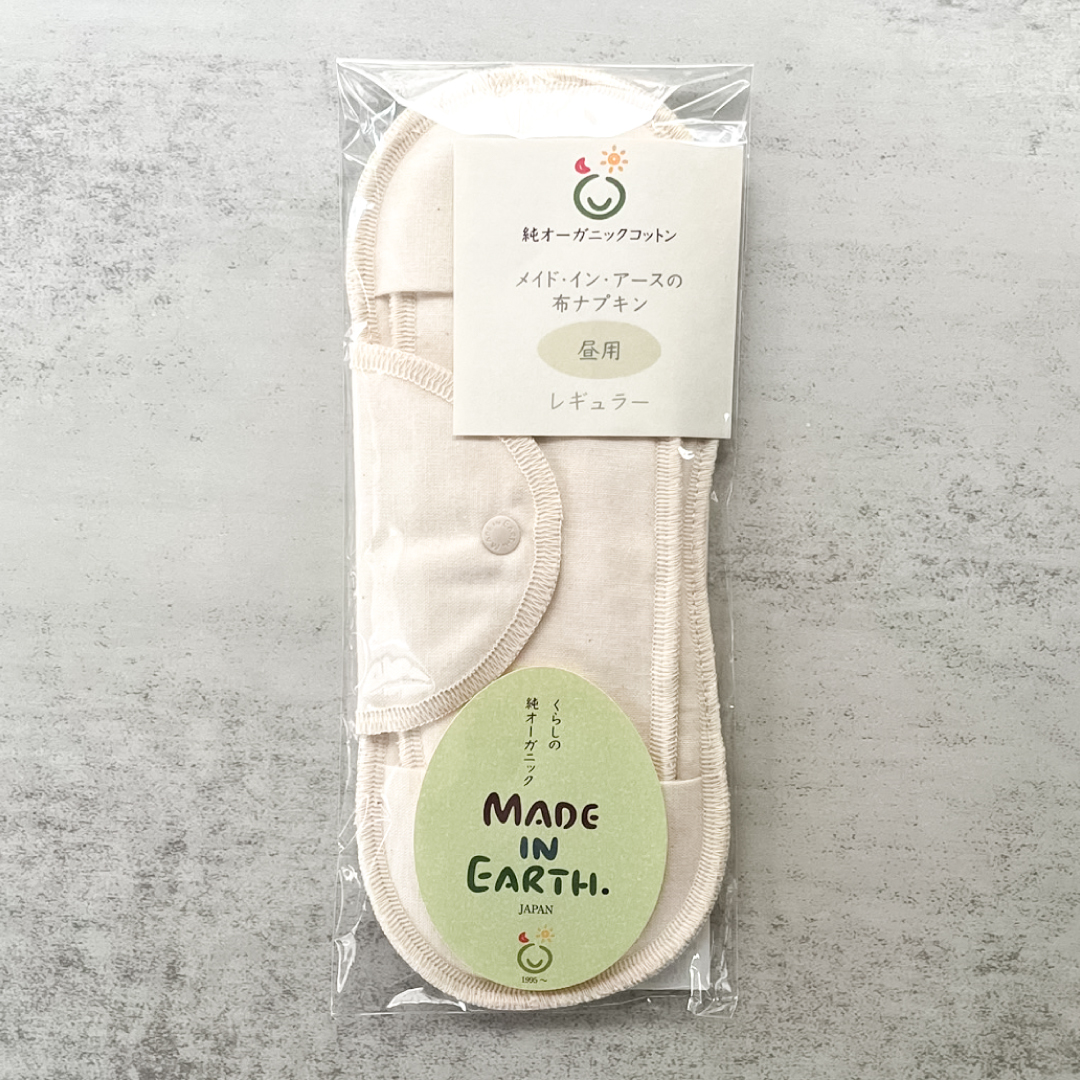 純オーガニックコットン
メイド・イン・アースの
布ナプキン
昼用
レギュラー
くらしの
純オーガニック
MADE
IN
EARTH.
JAPAN
1995~